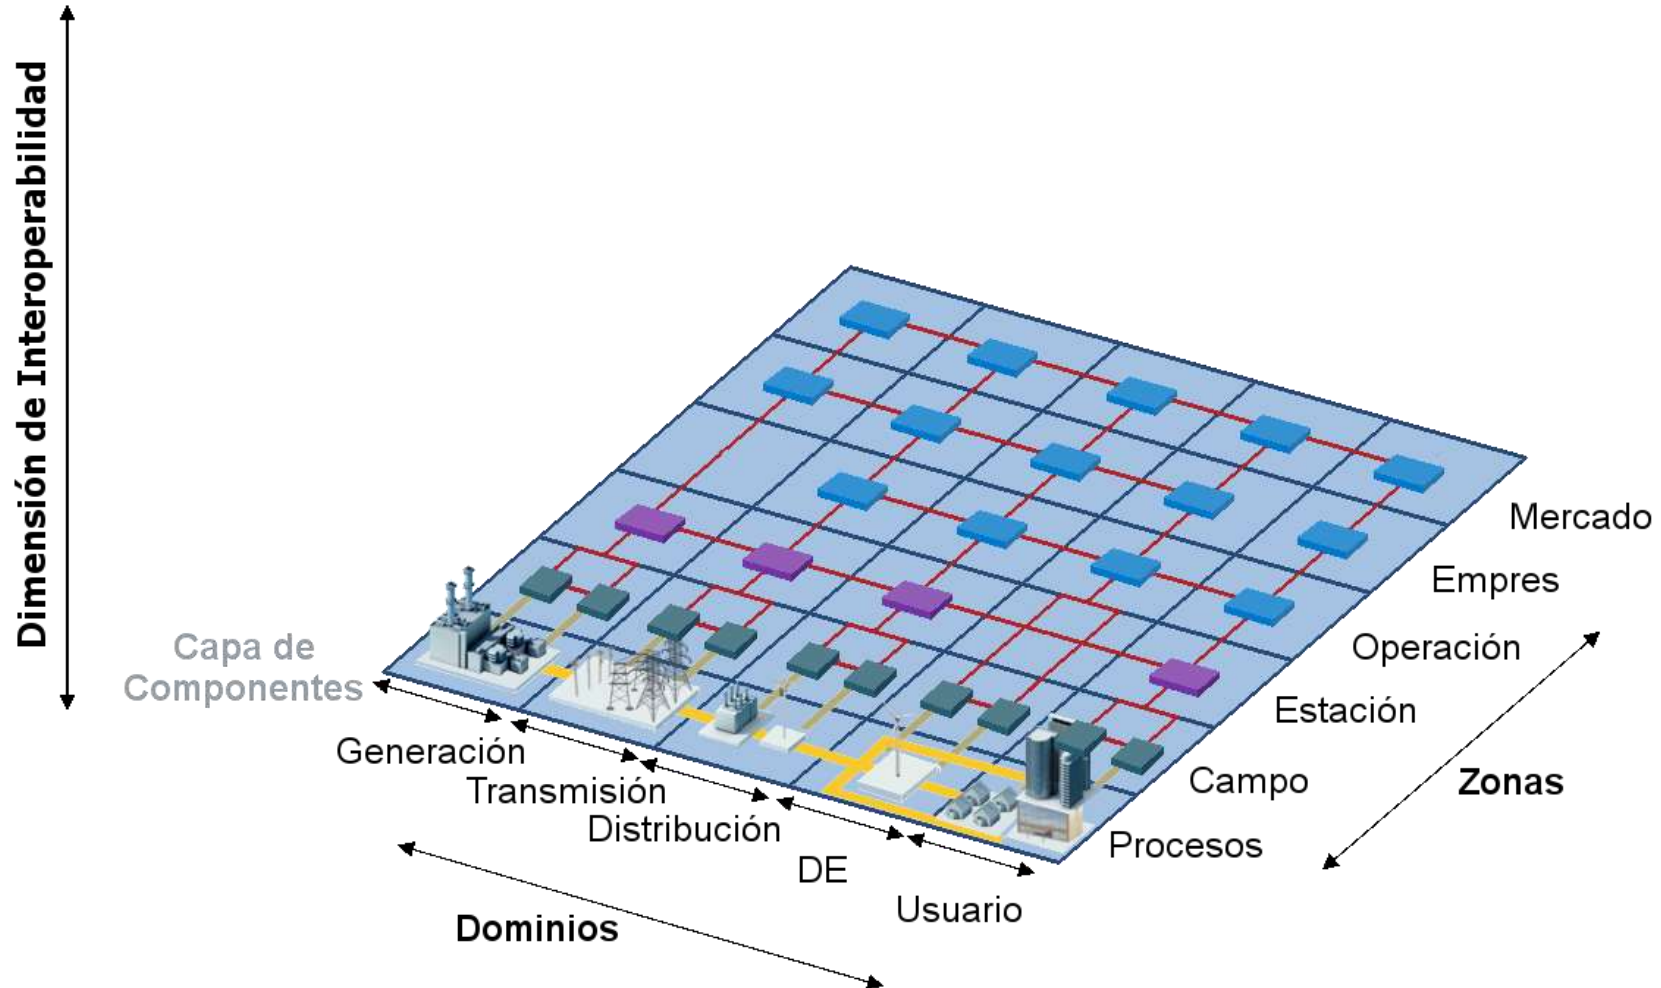 Dimensión de Interoperabilidad
Capa de
Componentes
Generación
Transmisión
Distribución
DE
Usuario
Dominios
Mercado
Empres
Operación
Estación
Campo
Procesos
Zonas